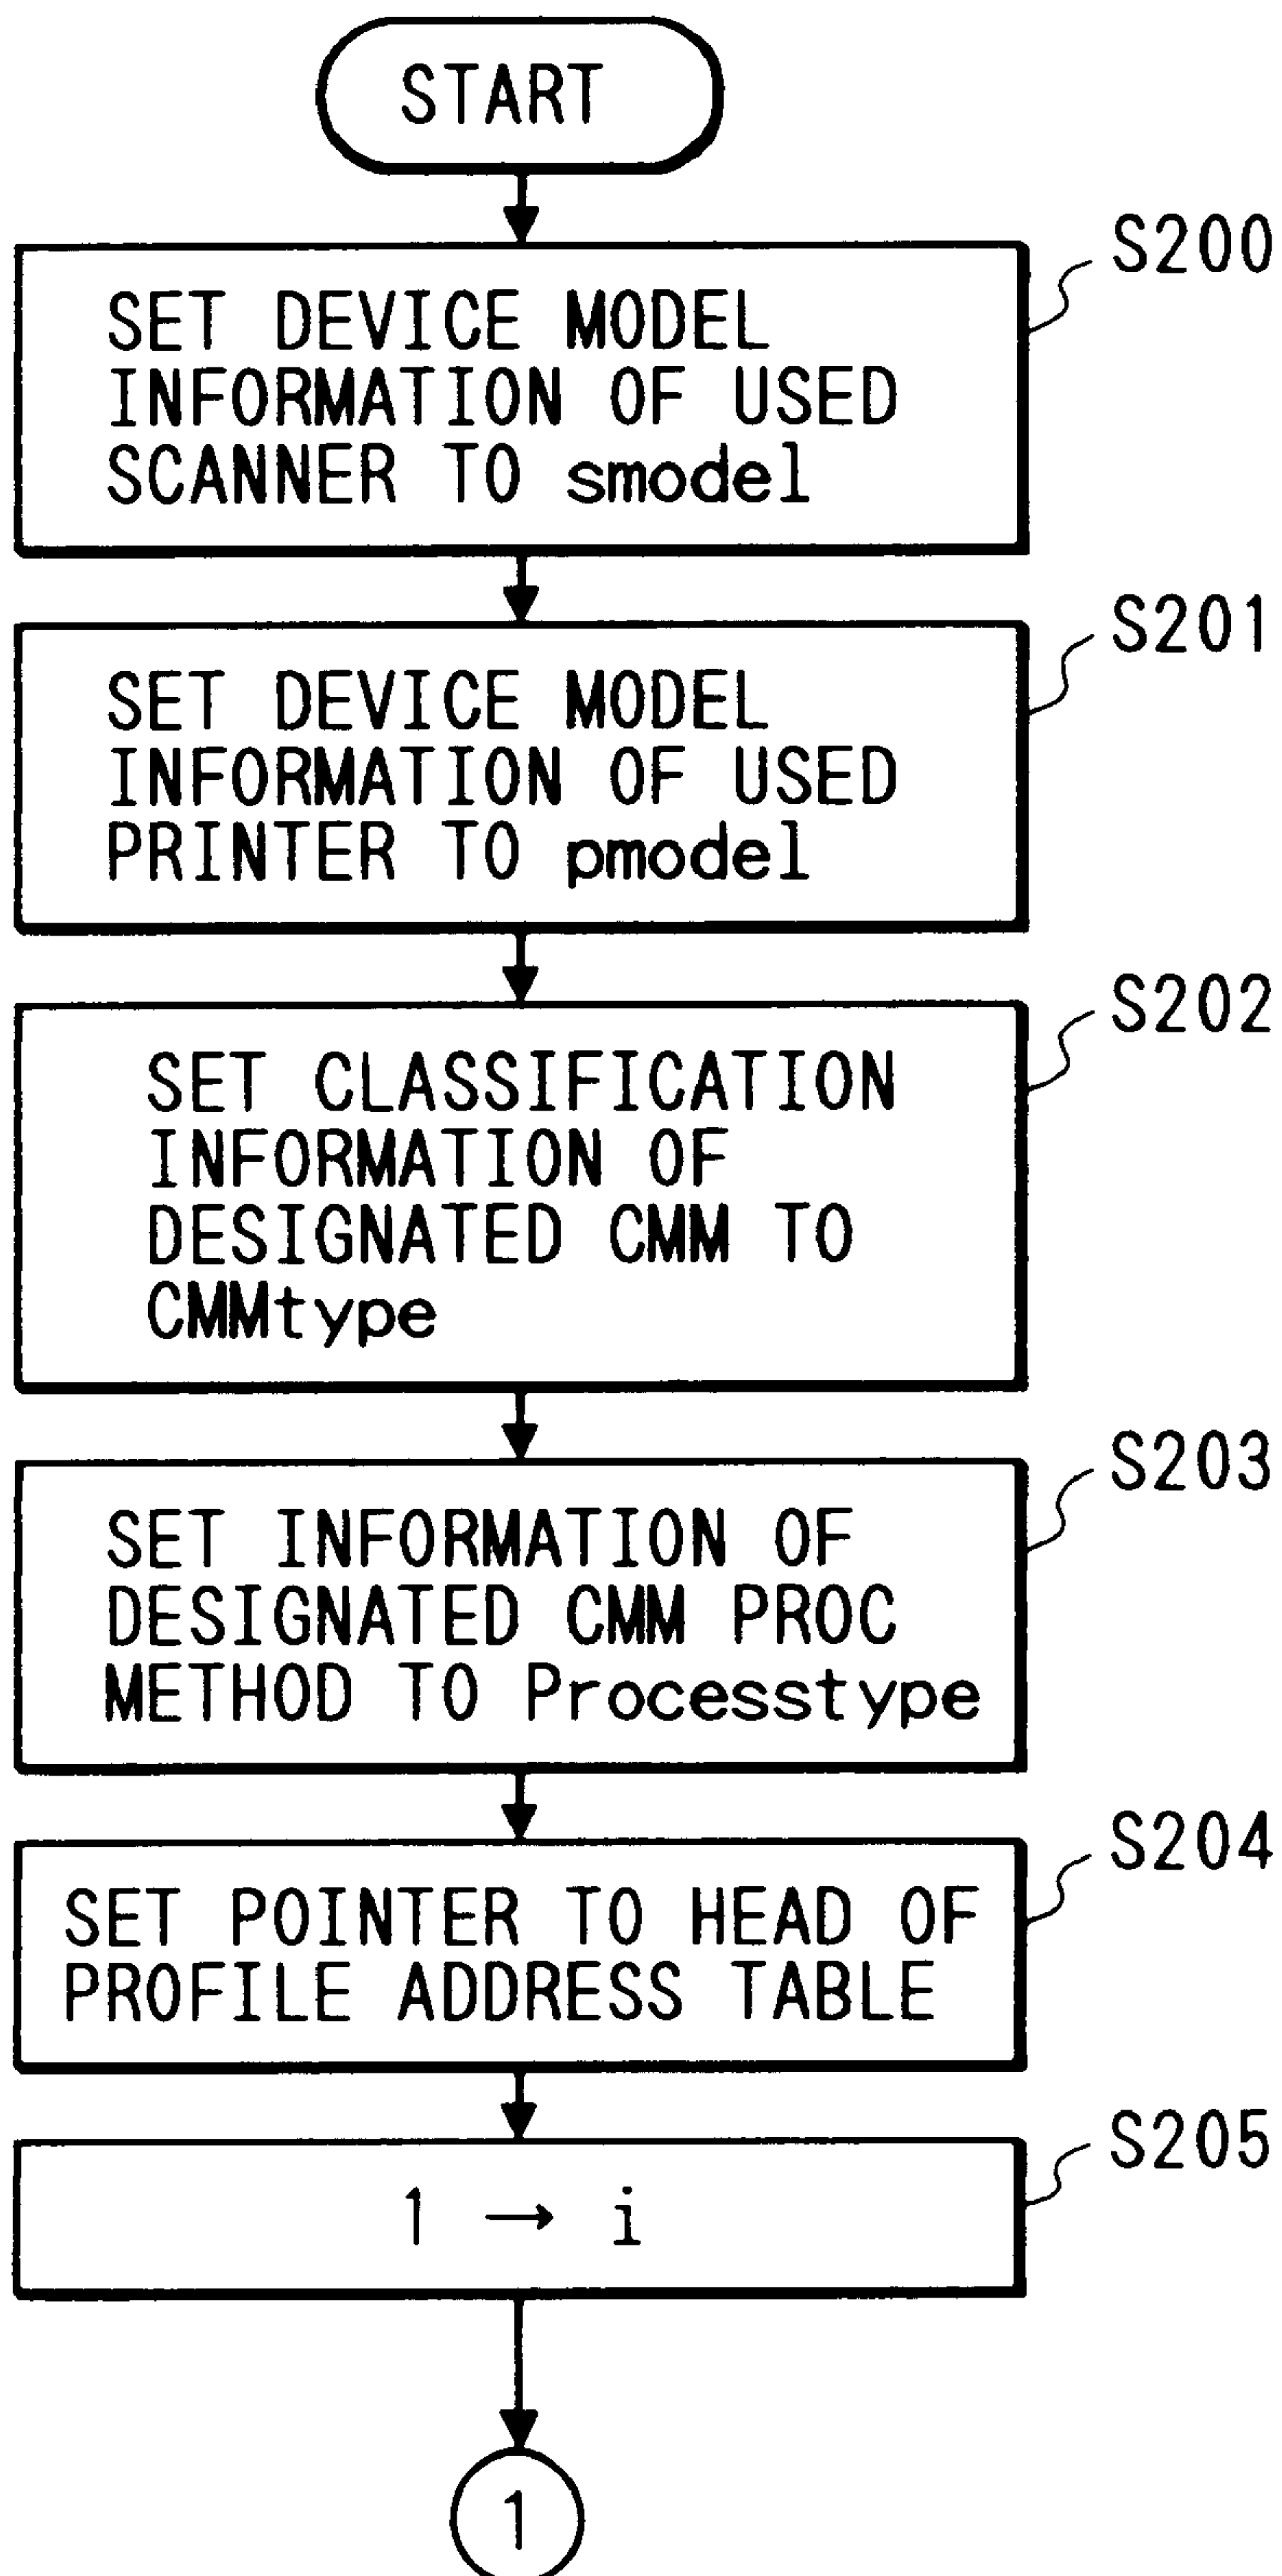 START
S200
SET DEVICE MODEL
INFORMATION OF USED
SCANNER TO smodel
S201
SET DEVICE MODEL
INFORMATION OF USED
PRINTER TO pmodel
S202
SET CLASSIFICATION
INFORMATION OF
DESIGNATED CMM TO
CMMtype
S203
SET INFORMATION OF
DESIGNATED CMM PROC
METHOD TO Processtype
S204
SET POINTER TO HEAD OF
PROFILE ADDRESS TABLE
S205
1 → i
1